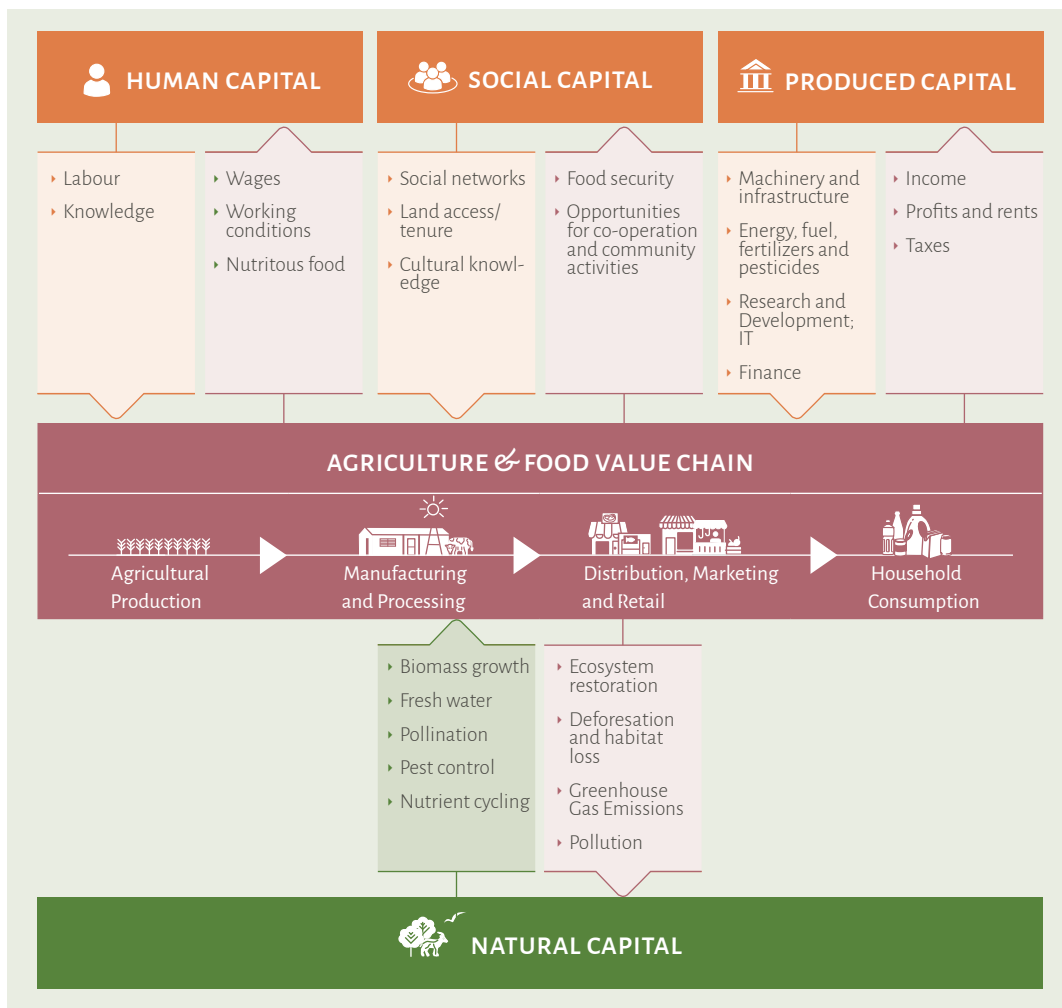 HUMAN CAPITAL
SOCIAL CAPITAL
PRODUCED CAPITAL
Labour
Knowledge
Wages
Working
conditions
Nutritous food
Social networks
Land access/
tenure
Cultural knowl-
edge
Food security
Opportunities
for co-operation
and community
activities
Machinery and
infrastructure
Energy, fuel,
fertilizers and
pesticides
Research and
Development;
IT
Finance
Income
Profits and rents
Taxes
AGRICULTURE & FOOD VALUE CHAIN
Agricultural
Production
Manufacturing
and Processing
Distribution, Marketing
and Retail
Household
Consumption
Biomass growth
Fresh water
Pollination
Pest control
Nutrient cycling
Ecosystem
restoration
Deforesation
and habitat
loss
Greenhouse
Gas Emissions
Pollution
NATURAL CAPITAL